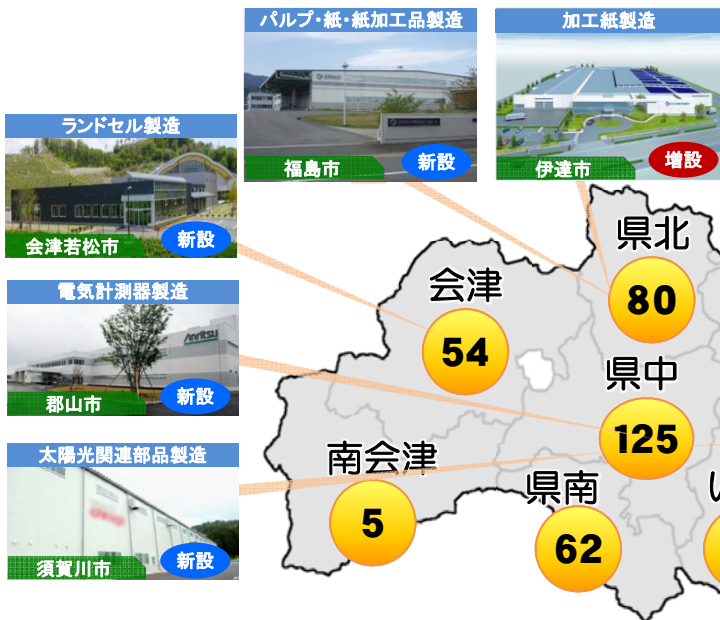 パルプ・紙・紙加工品製造
福島市
新設
加工紙製造
伊達市
増設
ランドセル製造
会津若松市
新設
電気計測器製造
Anritsu
郡山市
新設
太陽光関連部品製造
須賀川市
新設
県北
80
会津
54
県中
125
南会津
5
県南
62
い